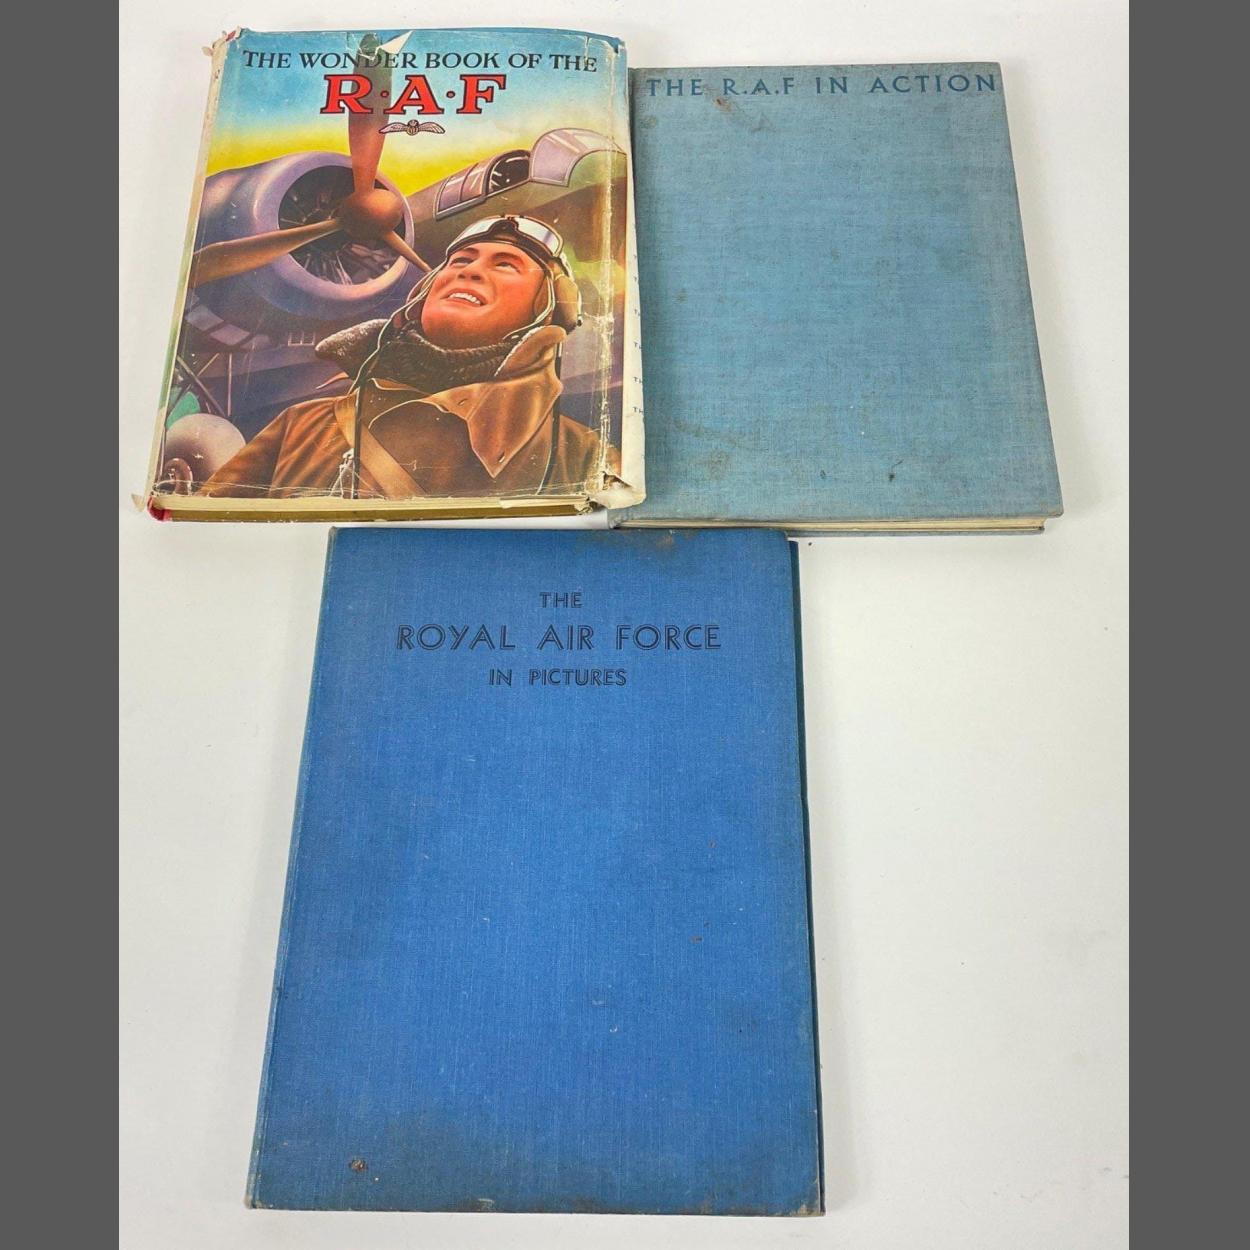 THE WONDER BOOK OF THE
R·A·F
THE R.A.F IN ACTION
THE
ROYAL AIR FORCE
IN PICTURES